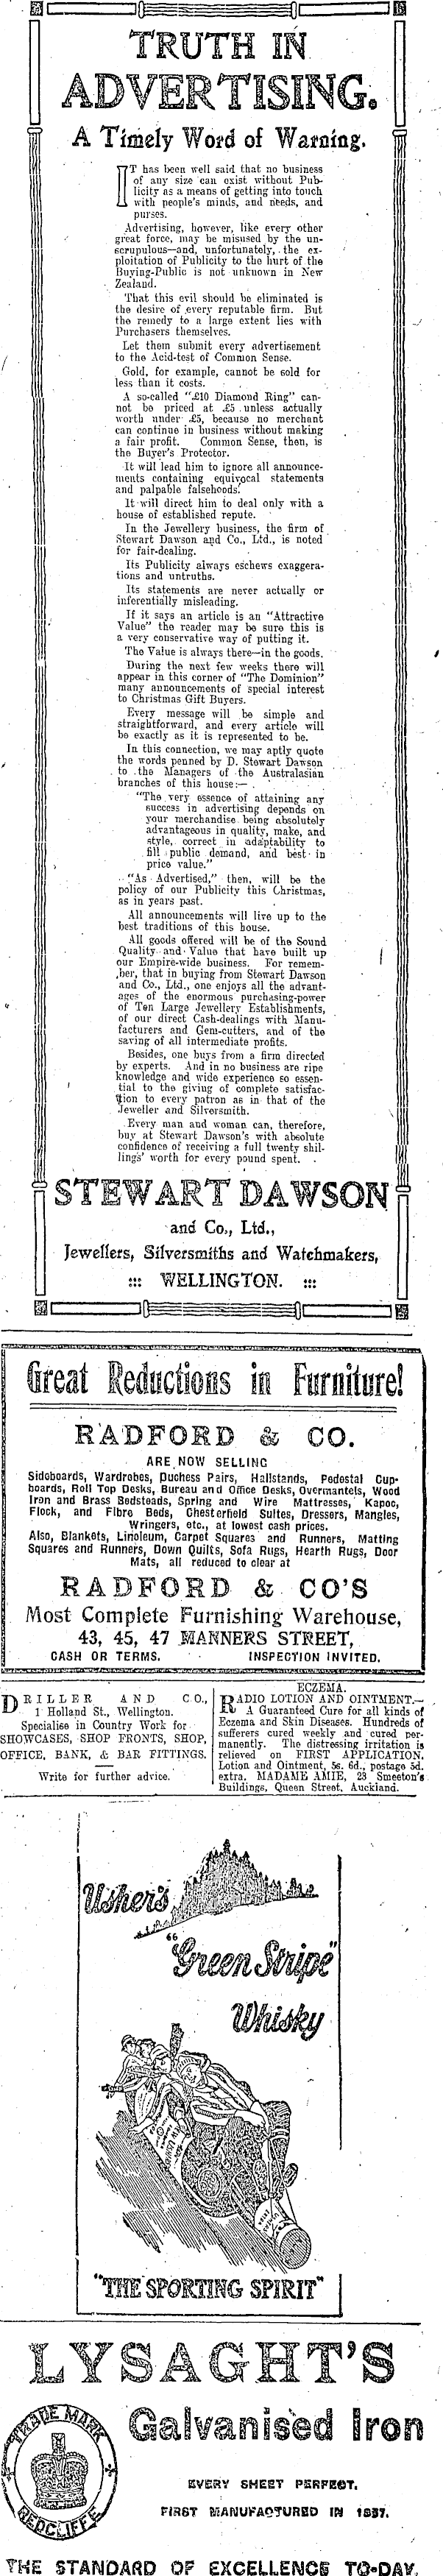 TRUTH IN
ADVERTISING.
A Timely Word of Warning.
IT has been well said that no business
of any size can exist without Pub-
licity as a means of getting into touch
with people's minds, and needs, and
purses.
Advertising, however, like every other
great force, may be misused by the un-
scrupulous—and, unfortunately, the ex-
ploitation of Publicity to the hurt of the
Buying-Public is not unknown in New
Zealand.
That this evil should be eliminated is
the desire of every reputable firm. But
the remedy to a large extent lies with
Purchasers themselves.
Let them submit every advertisement
to the Acid-test of Common Sense.
Gold, for example, cannot be sold for
less than it costs.
A so-called "£10 Diamond Ring" can-
not be priced at £5 unless actually
worth under £5, because no merchant
can continue in business without making
a fair profit. Common Sense, then, is
the Buyer's Protector.
It will lead him to ignore all announce-
ments containing equivocal statements
and palpable falsehoods.
It will direct him to deal only with a
house of established repute.
In the Jewellery business, the firm of
Stewart Dawson and Co., Ltd., is noted
for fair-dealing.
Its Publicity always eschews exaggera-
tions and untruths.
Its statements are never actually or
inferentially misleading.
If it says an article is an "Attractive
Value" the reader may be sure this is
a very conservative way of putting it.
The Value is always there—in the goods.
During the next few weeks there will
appear in this corner of "The Dominion"
many announcements of special interest
to Christmas Gift Buyers.
Every message will be simple and
straightforward, and every article will
be exactly as it is represented to be.
In this connection, we may aptly quote
the words penned by D. Stewart Dawson
to the Managers of the Australasian
branches of this house:—
"The very essence of attaining any
success in advertising depends on
your merchandise being absolutely
advantageous in quality, make, and
style, correct in adaptability to
fill public demand, and best in
price value."
"As Advertised," then, will be the
policy of our Publicity this Christmas,
as in years past.
All announcements will live up to the
best traditions of this house.
All goods offered will be of the Sound
Quality and Value that have built up
our Empire-wide business. For remem-
ber, that in buying from Stewart Dawson
and Co., Ltd., one enjoys all the advant-
ages of the enormous purchasing-power
of Ten Large Jewellery Establishments,
of our direct Cash-dealings with Manu-
facturers and Gem-cutters, and of the
saving of all intermediate profits.
Besides, one buys from a firm directed
by experts. And in no business are ripe
knowledge and wide experience so essen-
tial to the giving of complete satisfac-
tion to every patron as in that of the
Jeweller and Silversmith.
Every man and woman can, therefore,
buy at Stewart Dawson's with absolute
confidence of receiving a full twenty shil-
lings' worth for every pound spent.
STEWART DAWSON
and Co., Ltd.,
Jewellers, Silversmiths and Watchmakers,
::: WELLINGTON. :::
Great Reductions in Furniture!
RADFORD & CO.
ARE NOW SELLING
Sideboards, Wardrobes, Duchess Pairs, Hallstands, Pedestal Cup-
boards, Roll Top Desks, Bureau and Office Desks, Overmantels, Wood
Iron and Brass Bedsteads, Spring and Wire Mattresses, Kapoc,
Flock, and Fibre Beds, Chesterfield Suites, Dressers, Mangles,
Wringers, etc., at lowest cash prices.
Also, Blankets, Linoleum, Carpet Squares and Runners, Matting
Squares and Runners, Down Quilts, Sofa Rugs, Hearth Rugs, Door
Mats, all reduced to clear at
RADFORD & CO'S
Most Complete Furnishing Warehouse,
43, 45, 47 MANNERS STREET,
CASH OR TERMS. INSPECTION INVITED.
DRILLER AND CO.,
1 Holland St., Wellington.
Specialise in Country Work for
SHOWCASES, SHOP FRONTS, SHOP,
OFFICE, BANK, & BAR FITTINGS.
Write for further advice.
ECZEMA.
RADIO LOTION AND OINTMENT.—
A Guaranteed Cure for all kinds of
Eczema and Skin Diseases. Hundreds of
sufferers cured weekly and cured per-
manently. The distressing irritation is
relieved on FIRST APPLICATION.
Lotion and Ointment, 5s. 6d., postage 5d.
extra. MADAME AMIE, 23 Smeeton's
Buildings, Queen Street, Auckland.
Usher's
"Green Stripe"
Whisky
"THE SPORTING SPIRIT"
LYSAGHT'S
Galvanised Iron
TRADE MARK
REDCLIFFE
EVERY SHEET PERFECT.
FIRST MANUFACTURED IN 1857.
THE STANDARD OF EXCELLENCE TO-DAY.